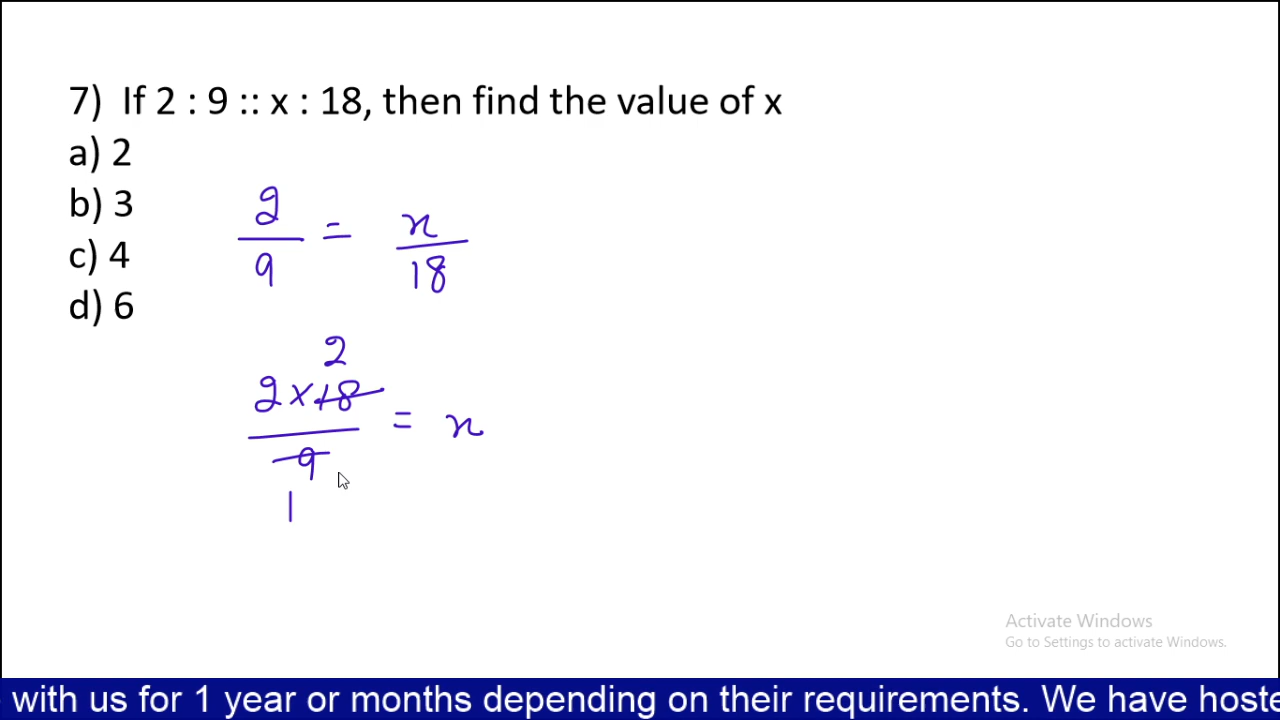 7) If 2 : 9 :: x : 18, then find the value of x
a) 2
b) 3
c) 4
d) 6
2/9 = x/18
2
2 x 18 / 9 = x
1
Activate Windows
Go to Settings to activate Windows.
with us for 1 year or months depending on their requirements. We have hoste